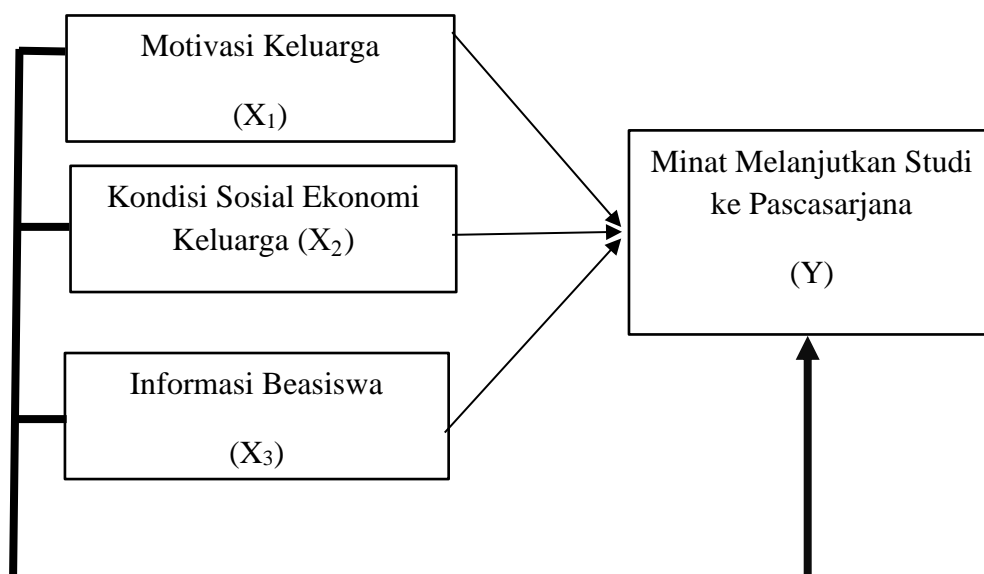 Motivasi Keluarga
(X₁)
Kondisi Sosial Ekonomi
Keluarga (X₂)
Informasi Beasiswa
(X₃)
Minat Melanjutkan Studi
ke Pascasarjana
(Y)